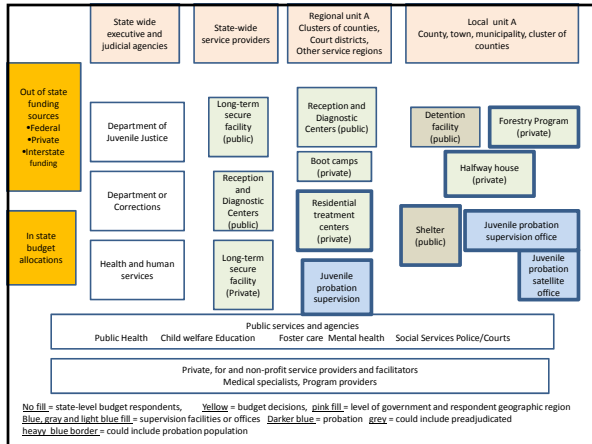 State wide
executive and
judicial agencies
State-wide
service providers
Regional unit A
Clusters of counties,
Court districts,
Other service regions
Local unit A
County, town, municipality, cluster of
counties
Out of state
funding
sources
•Federal
•Private
•Interstate
funding
In state
budget
allocations
Department of
Juvenile Justice
Department or
Corrections
Health and human
services
Long-term
secure
facility
(public)
Reception
and
Diagnostic
Centers
(public)
Long-term
secure
facility
(Private)
Reception and
Diagnostic
Centers (public)
Boot camps
(private)
Residential
treatment
centers
(private)
Juvenile
probation
supervision
Detention
facility
(public)
Forestry Program
(private)
Halfway house
(private)
Shelter
(public)
Juvenile probation
supervision office
Juvenile
probation
satellite
office
Public services and agencies
Public Health Child welfare Education Foster care Mental health Social Services Police/Courts
Private, for and non-profit service providers and facilitators
Medical specialists, Program providers
No fill = state-level budget respondents, Yellow = budget decisions, pink fill = level of government and respondent geographic region
Blue, gray and light blue fill = supervision facilities or offices Darker blue = probation grey = could include preadjudicated
heavy blue border = could include probation population